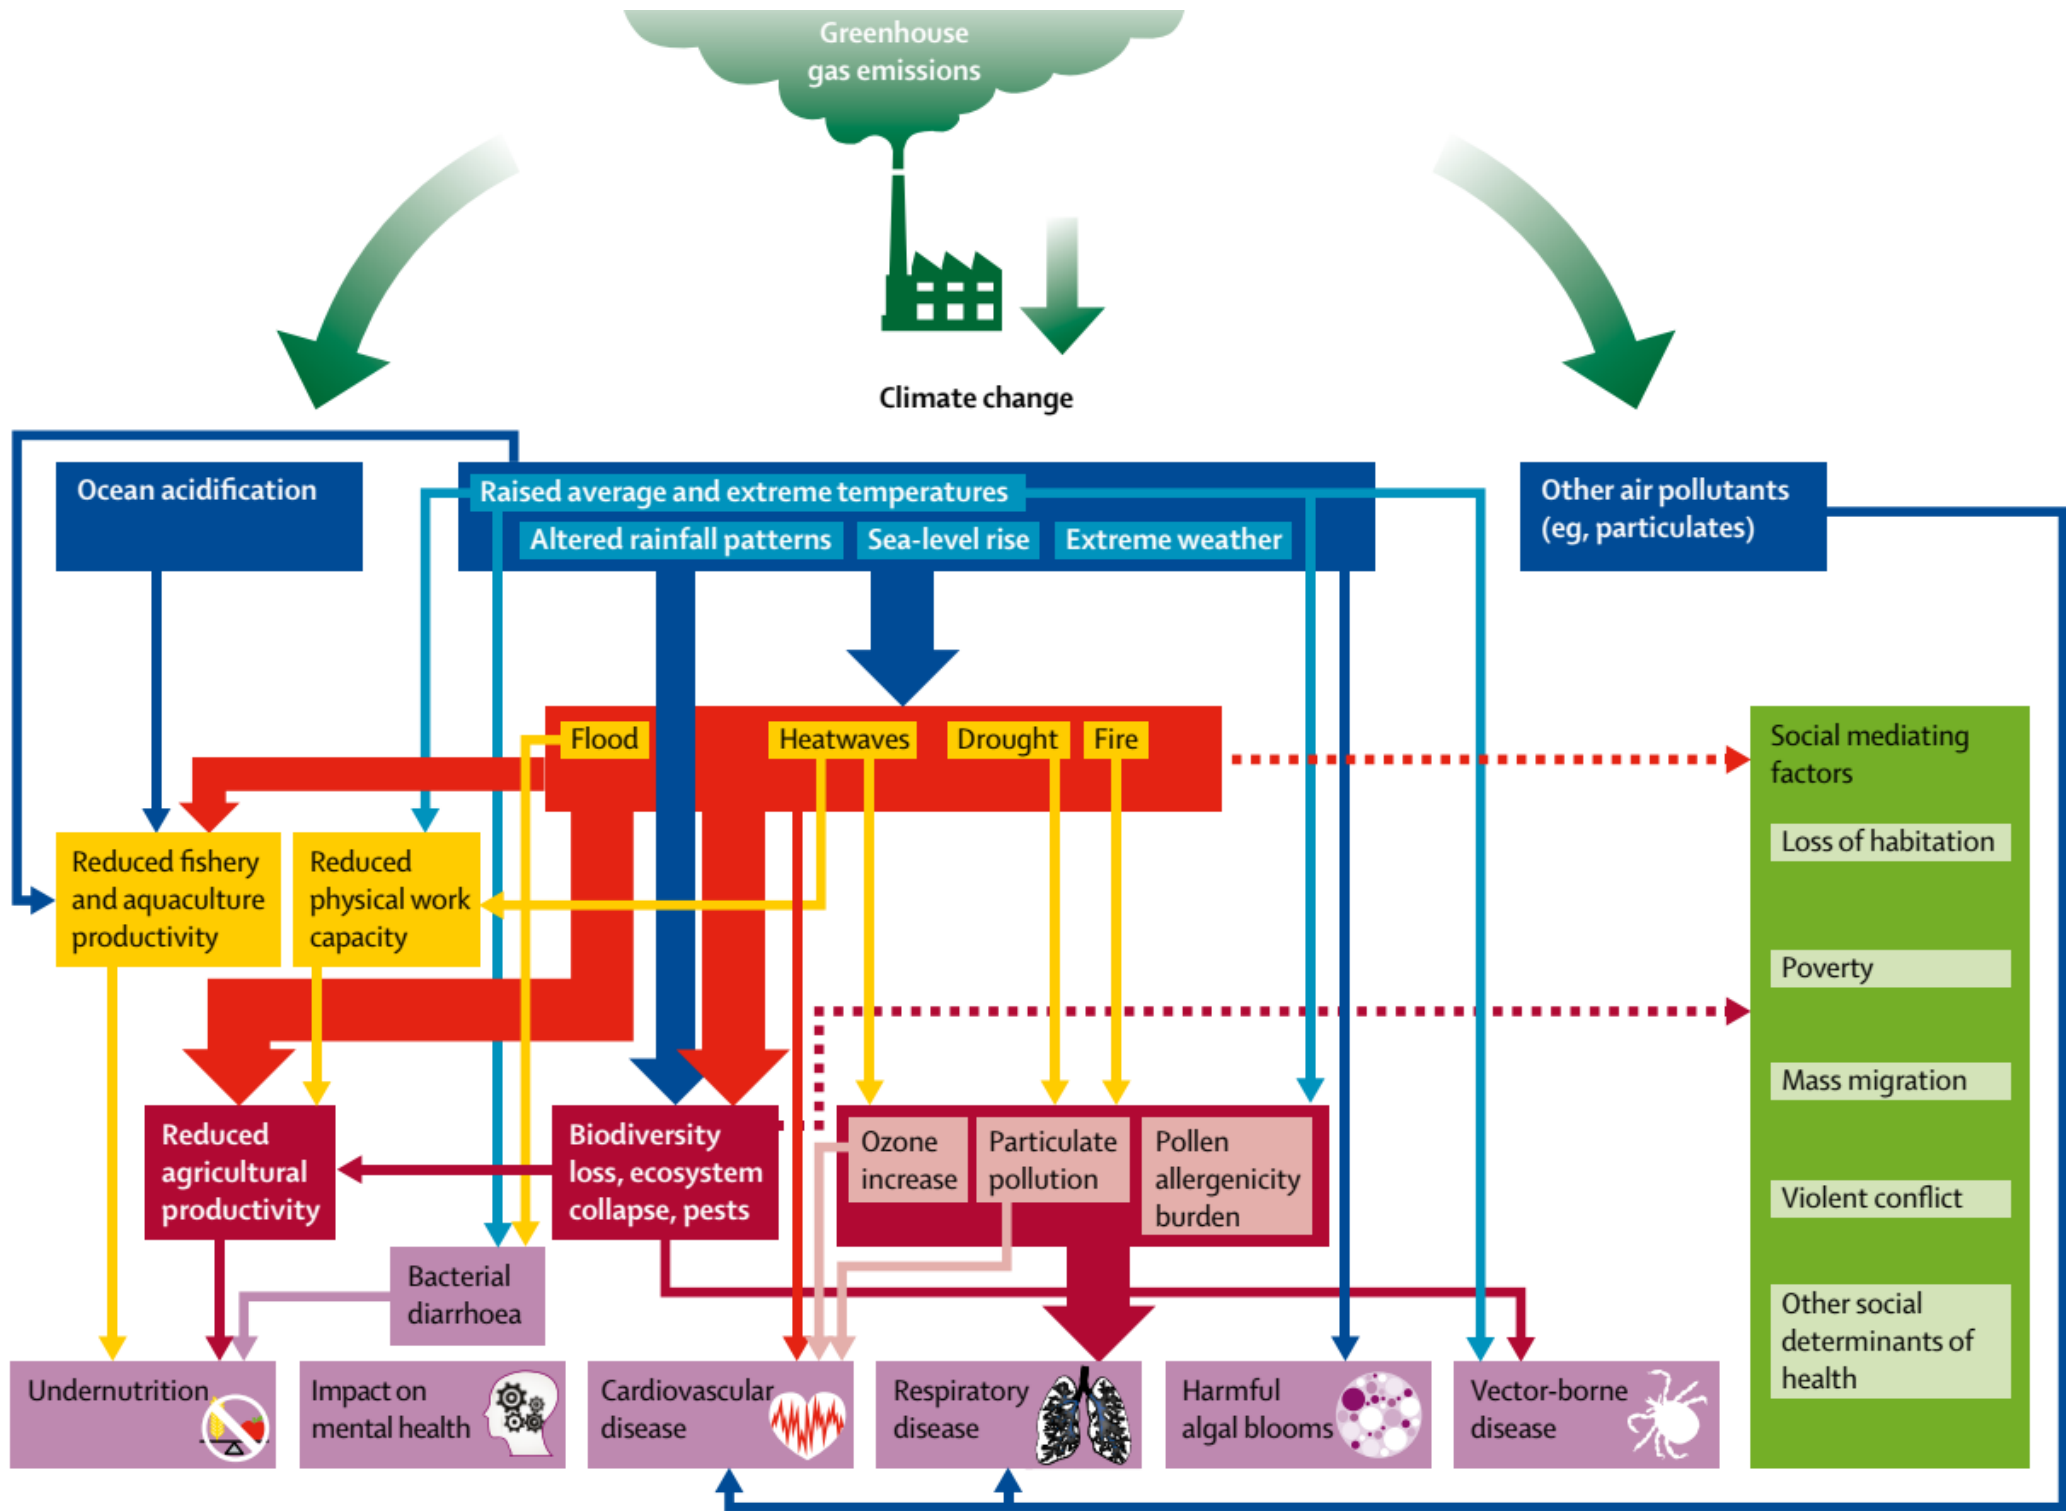 Greenhouse
gas emissions
Climate change
Ocean acidification
Raised average and extreme temperatures
Altered rainfall patterns
Sea-level rise
Extreme weather
Other air pollutants
(eg, particulates)
Flood
Heatwaves
Drought
Fire
Social mediating
factors
Loss of habitation
Poverty
Mass migration
Violent conflict
Other social
determinants of
health
Reduced fishery
and aquaculture
productivity
Reduced
physical work
capacity
Reduced
agricultural
productivity
Biodiversity
loss, ecosystem
collapse, pests
Ozone
increase
Particulate
pollution
Pollen
allergenicity
burden
Bacterial
diarrhoea
Undernutrition
Impact on
mental health
Cardiovascular
disease
Respiratory
disease
Harmful
algal blooms
Vector-borne
disease